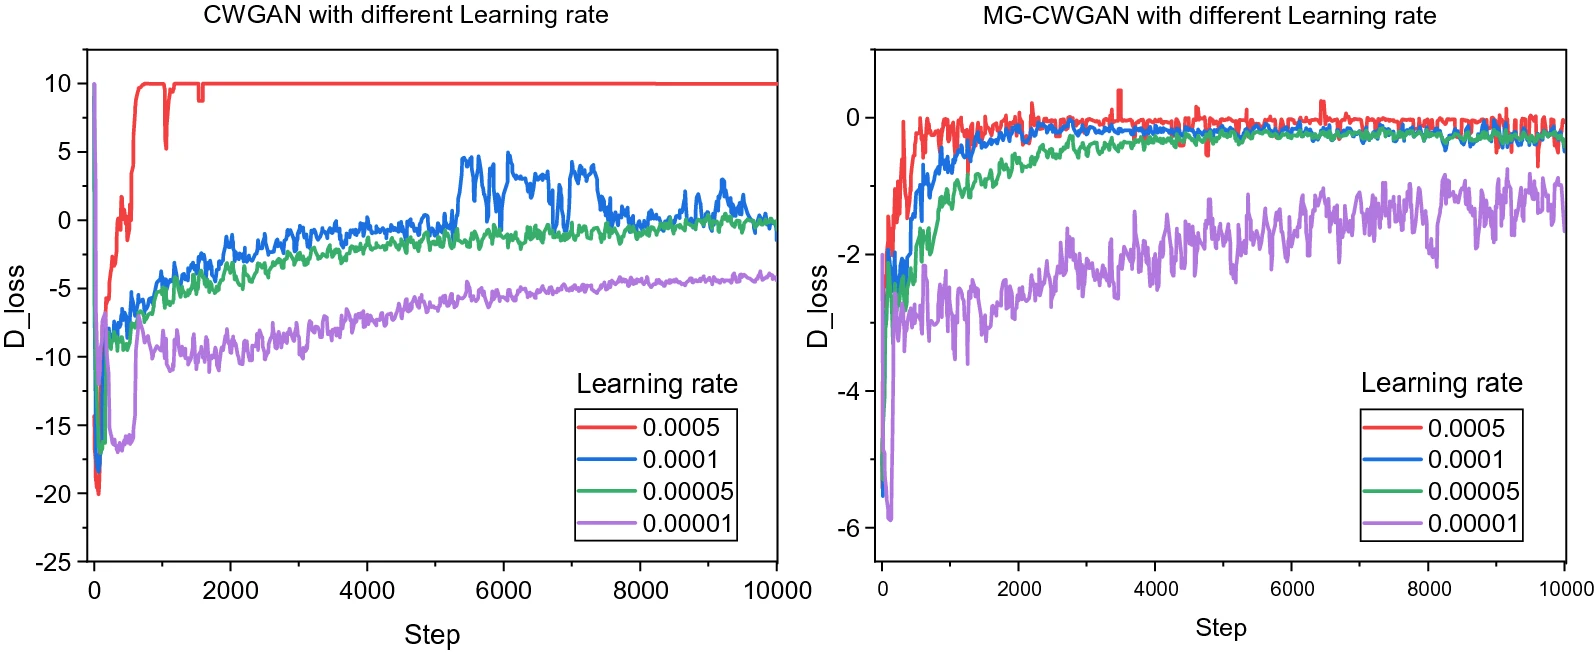 CWGAN with different Learning rate
10
5
0
-5
-10
-15
-20
-25
D_loss
0 2000 4000 6000 8000 10000
Step
Learning rate
0.0005
0.0001
0.00005
0.00001
MG-CWGAN with different Learning rate
0
-2
-4
-6
D_loss
0 2000 4000 6000 8000 10000
Step
Learning rate
0.0005
0.0001
0.00005
0.00001